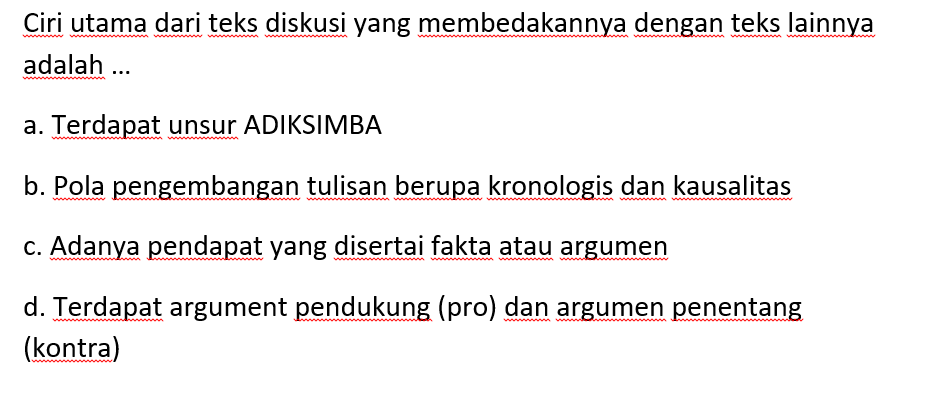 Ciri utama dari teks diskusi yang membedakannya dengan teks lainnya
adalah ...
a. Terdapat unsur ADIKSIMBA
b. Pola pengembangan tulisan berupa kronologis dan kausalitas
c. Adanya pendapat yang disertai fakta atau argumen
d. Terdapat argument pendukung (pro) dan argumen penentang
(kontra)